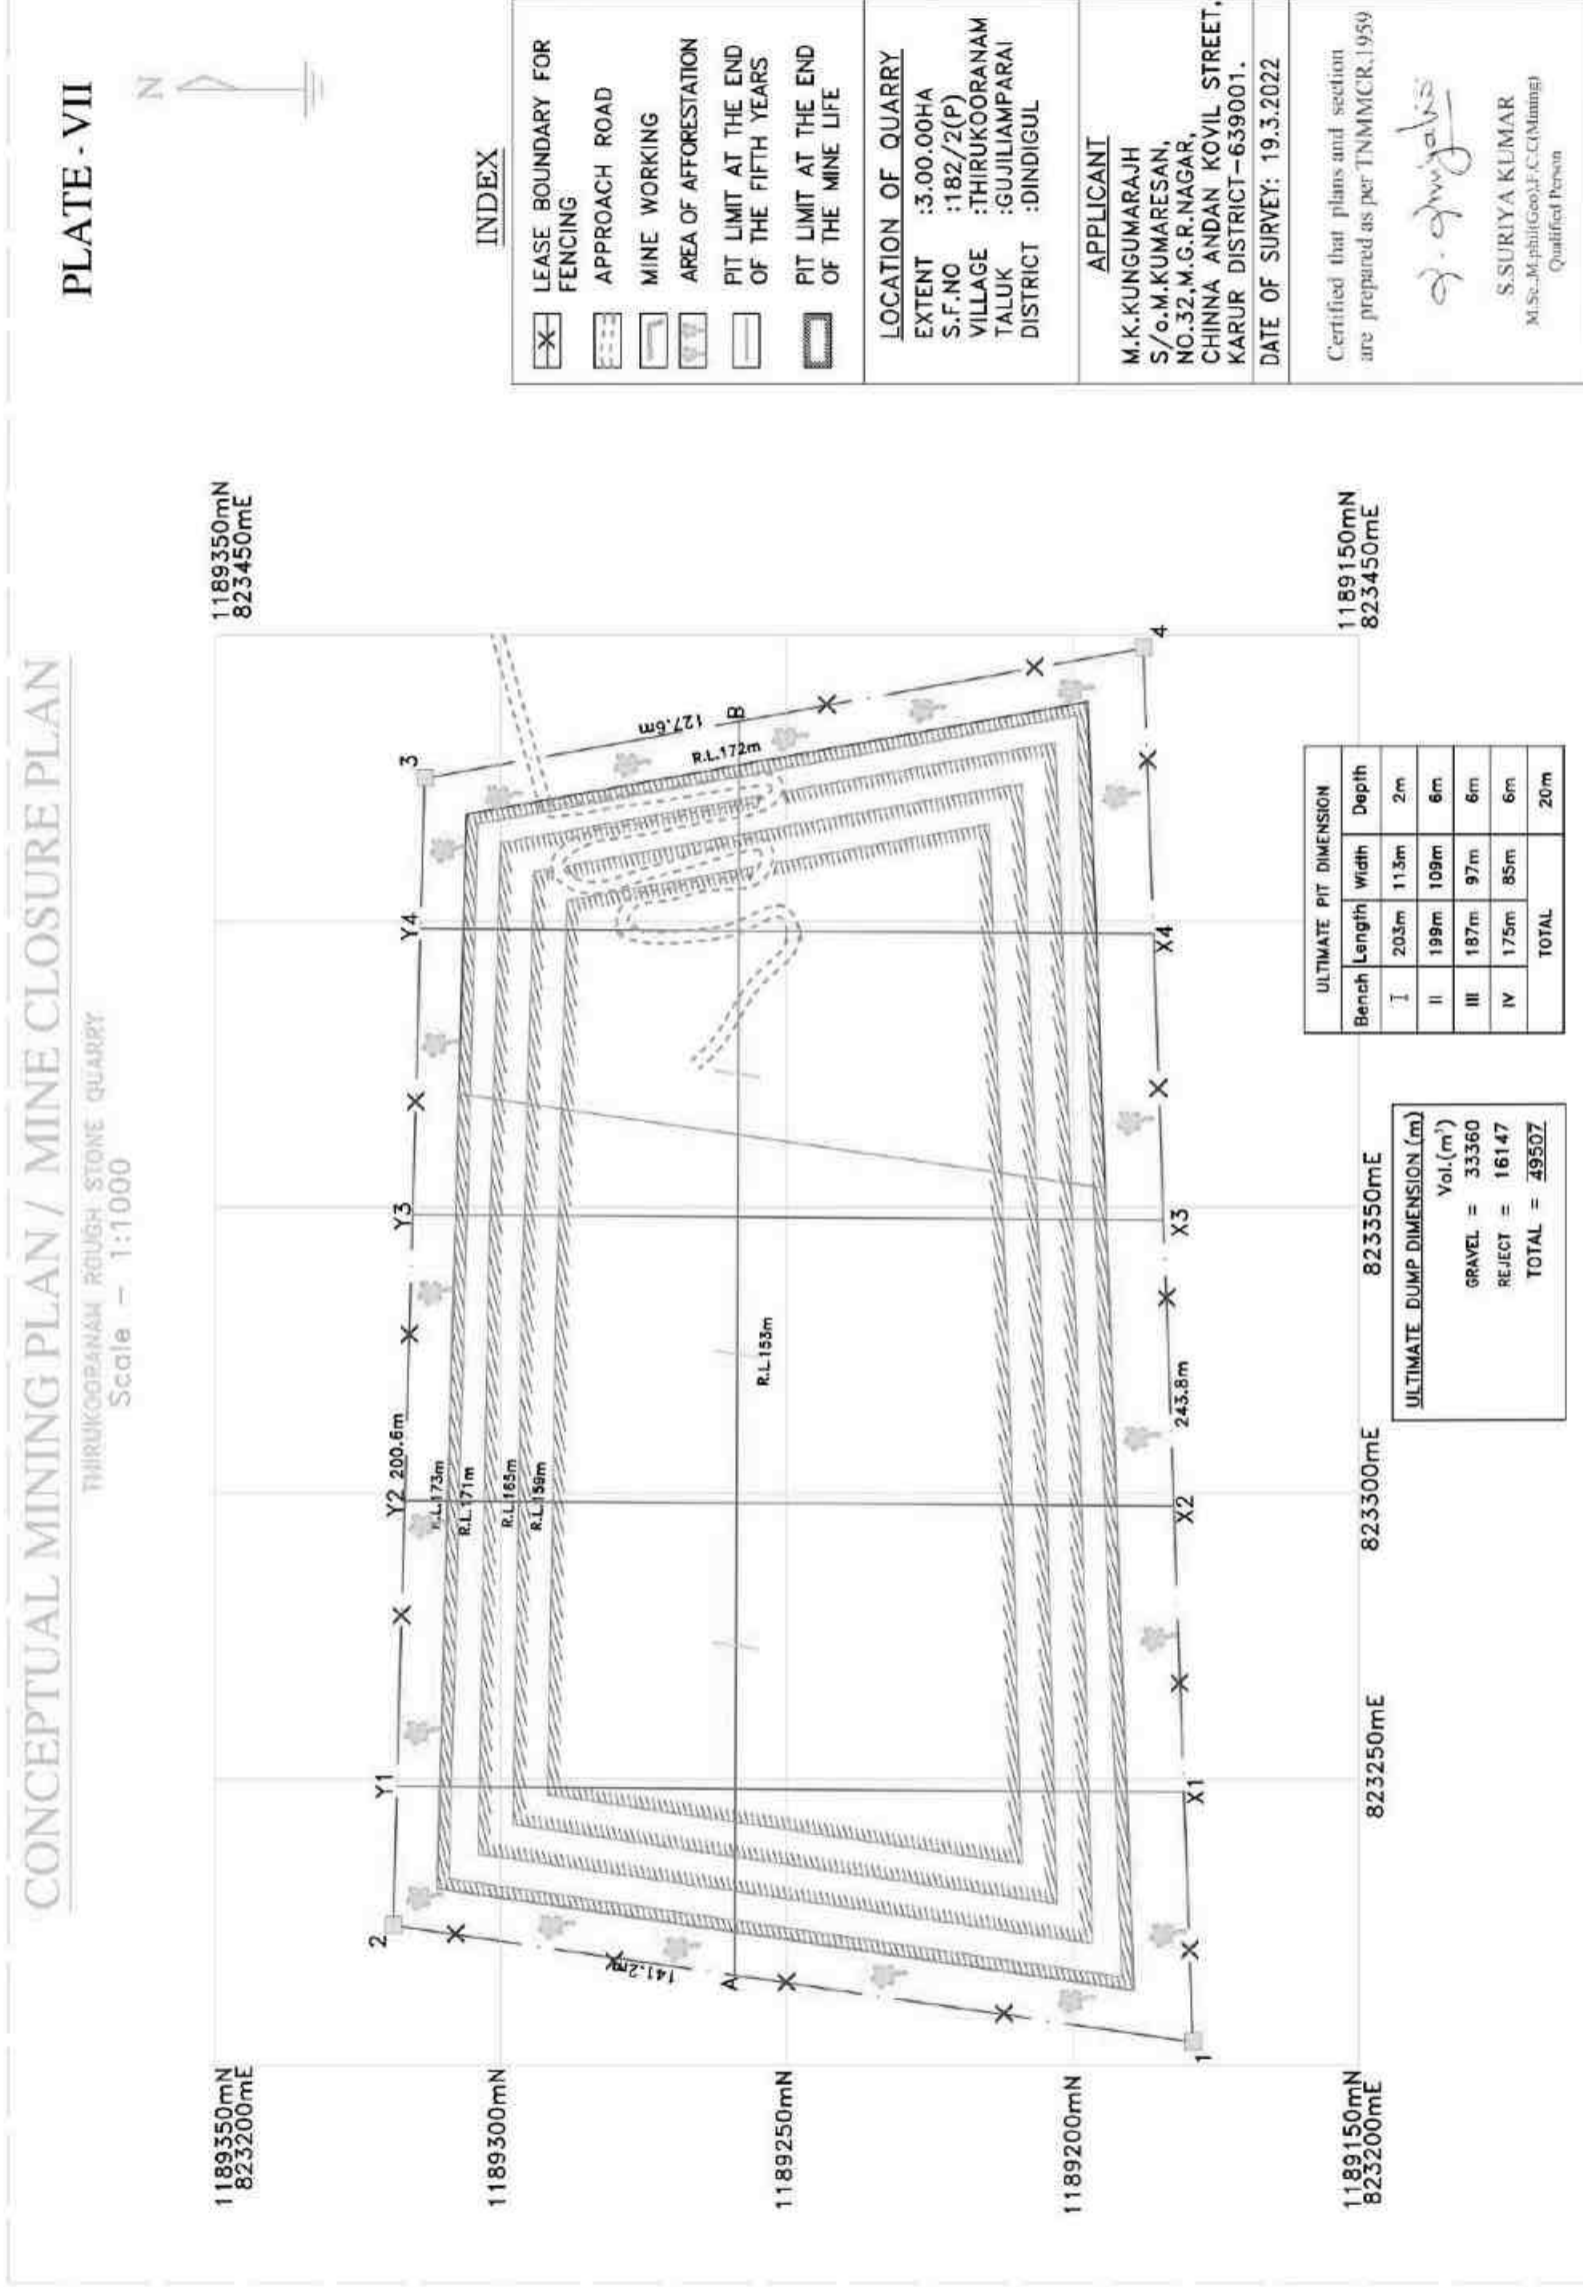 PLATE - VII
CONCEPTUAL MINING PLAN / MINE CLOSURE PLAN
THIRUKOORANAM ROUGH STONE QUARRY
Scale - 1:1000
N
1189350mN
823200mE
1189350mN
823450mE
1189300mN
1189250mN
1189200mN
1189150mN
823200mE
823250mE
823300mE
823350mE
1189150mN
823450mE
2
Y1
Y2
200.6m
Y3
Y4
3
R.L.173m
R.L.171m
R.L.165m
R.L.159m
141.2m
A
R.L.153m
R.L.172m
127.6m
B
1
X1
X2
243.8m
X3
X4
4
ULTIMATE DUMP DIMENSION (m)
Vol.(m³)
GRAVEL = 33360
REJECT = 16147
TOTAL = 49507
ULTIMATE PIT DIMENSION
Bench Length Width Depth
I 203m 113m 2m
II 199m 109m 6m
III 187m 97m 6m
IV 175m 85m 6m
TOTAL 20m
INDEX
LEASE BOUNDARY FOR
FENCING
APPROACH ROAD
MINE WORKING
AREA OF AFFORESTATION
PIT LIMIT AT THE END
OF THE FIFTH YEARS
PIT LIMIT AT THE END
OF THE MINE LIFE
LOCATION OF QUARRY
EXTENT :3.00.00HA
S.F.NO :182/2(P)
VILLAGE :THIRUKOORANAM
TALUK :GUJILIAMPARAI
DISTRICT :DINDIGUL
APPLICANT
M.K.KUNGUMARAJH
S/o.M.KUMARESAN,
NO.32,M.G.R.NAGAR,
CHINNA ANDAN KOVIL STREET,
KARUR DISTRICT-639001.
DATE OF SURVEY: 19.3.2022
Certified that plans and section
are prepared as per TNMMCR,1959
S.SURIYA KUMAR
M.Sc.,M.phil(Geo),F.C.C(Mining)
Qualified Person